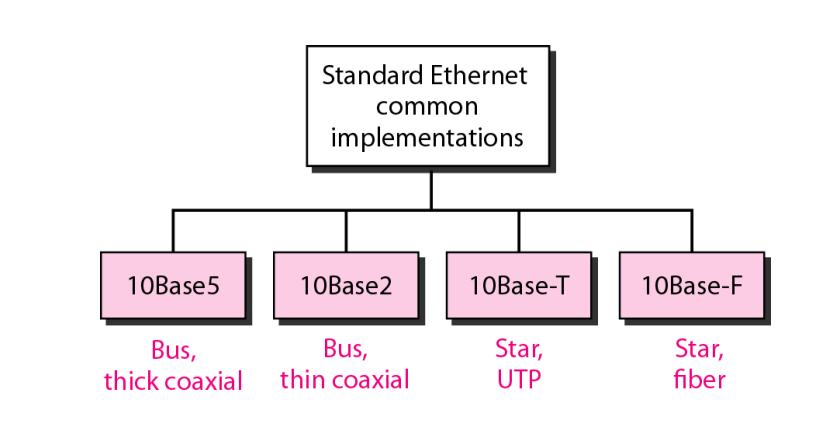 Standard Ethernet
common
implementations
10Base5
10Base2
10Base-T
10Base-F
Bus,
thick coaxial
Bus,
thin coaxial
Star,
UTP
Star,
fiber